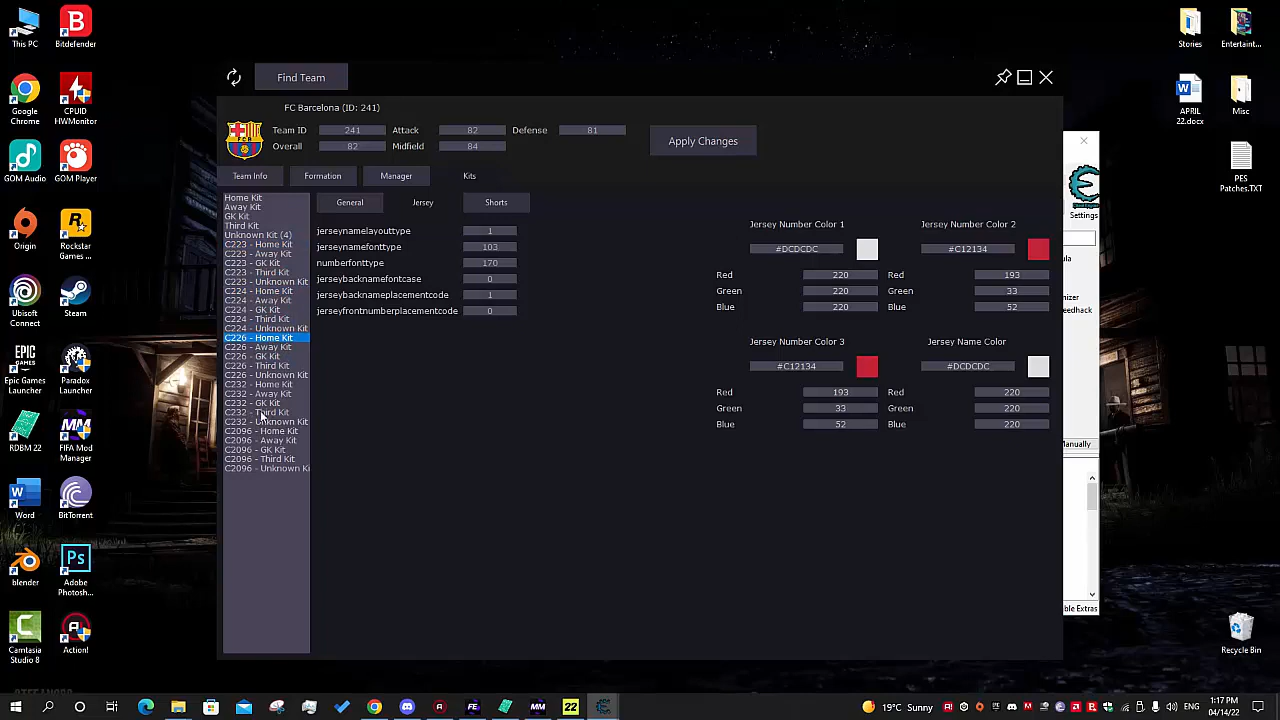 This PC
Bitdefender
Google Chrome
CPUID HWMonitor
GOM Audio
GOM Player
Origin
Rockstar Games ...
Ubisoft Connect
Steam
Epic Games Launcher
Paradox Launcher
RDBM 22
FIFA Mod Manager
Word
BitTorrent
blender
Adobe Photosh...
Camtasia Studio 8
Action!
Find Team
FC Barcelona (ID: 241)
Team ID 241 Attack 82 Defense 81
Overall 82 Midfield 84
Apply Changes
Team Info Formation Manager Kits
Home Kit
Away Kit
GK Kit
Third Kit
Unknown Kit (4)
C223 - Home Kit
C223 - Away Kit
C223 - GK Kit
C223 - Third Kit
C223 - Unknown Kit
C224 - Home Kit
C224 - Away Kit
C224 - GK Kit
C224 - Third Kit
C224 - Unknown Kit
C226 - Home Kit
C226 - Away Kit
C226 - GK Kit
C226 - Third Kit
C226 - Unknown Kit
C232 - Home Kit
C232 - Away Kit
C232 - GK Kit
C232 - Third Kit
C232 - Unknown Kit
C2096 - Home Kit
C2096 - Away Kit
C2096 - GK Kit
C2096 - Third Kit
C2096 - Unknown Ki
General Jersey Shorts
jerseynamelayouttype 1
jerseynamefonttype 103
numberfonttype 170
jerseybacknamefontcase 0
jerseybacknameplacementcode 1
jerseyfrontnumberplacementcode 0
Jersey Number Color 1 Jersey Number Color 2
#DCDCDC #C12134
Red 220 Red 193
Green 220 Green 33
Blue 220 Blue 52
Jersey Number Color 3 Jersey Name Color
#C12134 #DCDCDC
Red 193 Red 220
Green 33 Green 220
Blue 52 Blue 220
Settings
ula
nizer
eedhack
anually
ble Extras
Stories
Entertaint...
APRIL 22.docx
Misc
PES Patches.TXT
Recycle Bin
19°C Sunny
1:17 PM
04/14/22